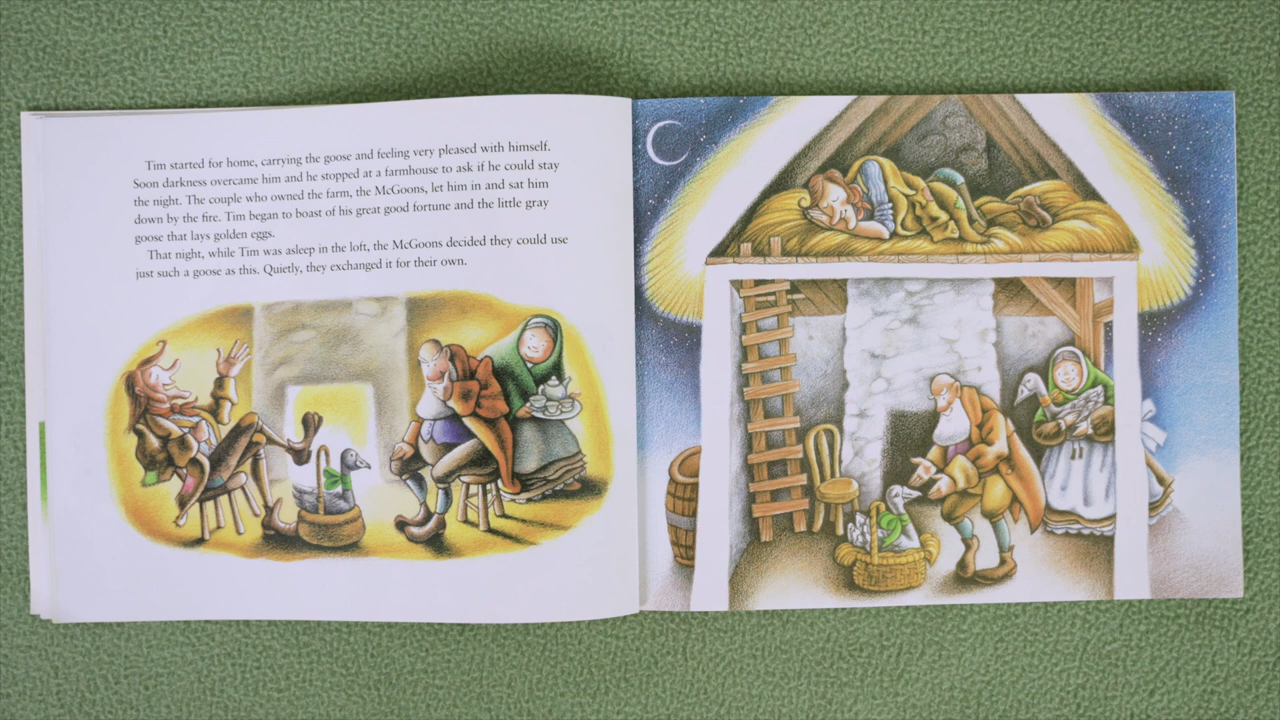 Tim started for home, carrying the goose and feeling very pleased with himself.
Soon darkness overcame him and he stopped at a farmhouse to ask if he could stay
the night. The couple who owned the farm, the McGoons, let him in and sat him
down by the fire. Tim began to boast of his great good fortune and the little gray
goose that lays golden eggs.
That night, while Tim was asleep in the loft, the McGoons decided they could use
just such a goose as this. Quietly, they exchanged it for their own.